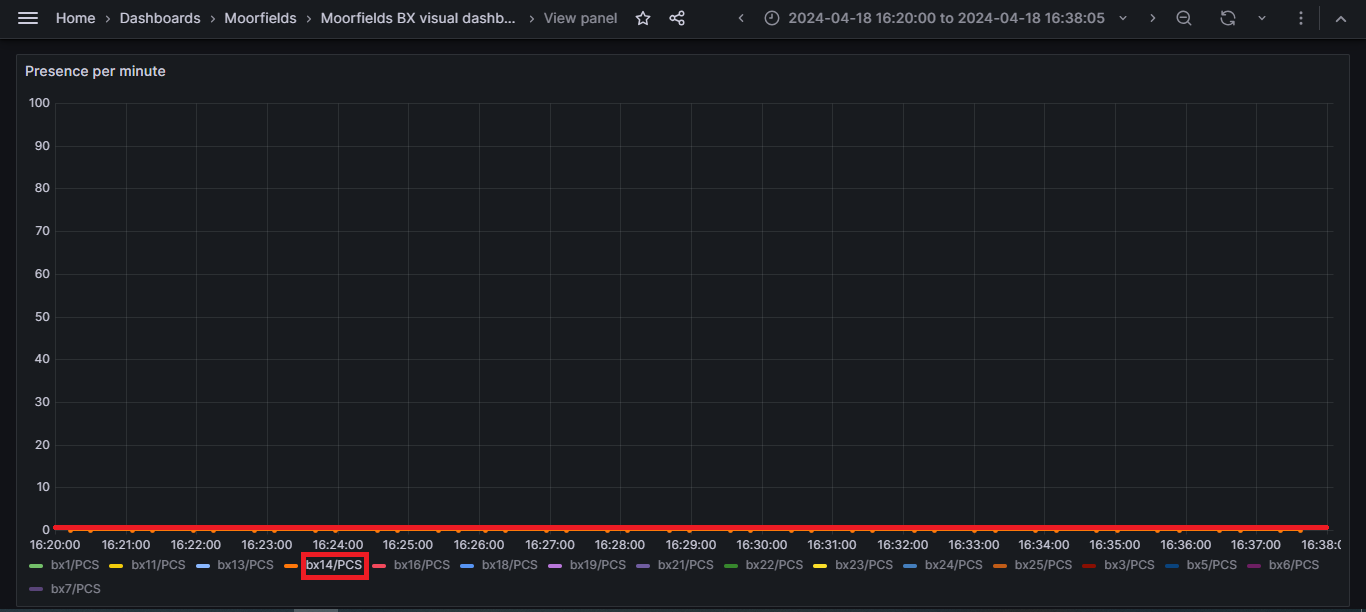 Home › Dashboards › Moorfields › Moorfields BX visual dashb... › View panel 2024-04-18 16:20:00 to 2024-04-18 16:38:05
Presence per minute
100
90
80
70
60
50
40
30
20
10
0
16:20:00 16:21:00 16:22:00 16:23:00 16:24:00 16:25:00 16:26:00 16:27:00 16:28:00 16:29:00 16:30:00 16:31:00 16:32:00 16:33:00 16:34:00 16:35:00 16:36:00 16:37:00 16:38:0
bx1/PCS bx11/PCS bx13/PCS bx14/PCS bx16/PCS bx18/PCS bx19/PCS bx21/PCS bx22/PCS bx23/PCS bx24/PCS bx25/PCS bx3/PCS bx5/PCS bx6/PCS
bx7/PCS